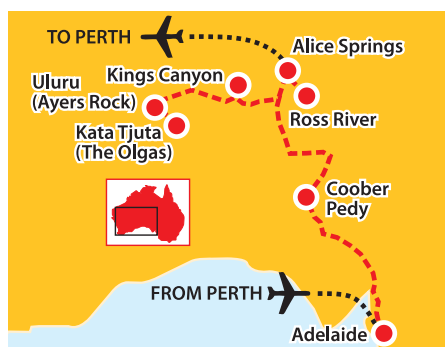 TO PERTH
Alice Springs
Kings Canyon
Uluru
(Ayers Rock)
Ross River
Kata Tjuta
(The Olgas)
Coober
Pedy
FROM PERTH
Adelaide